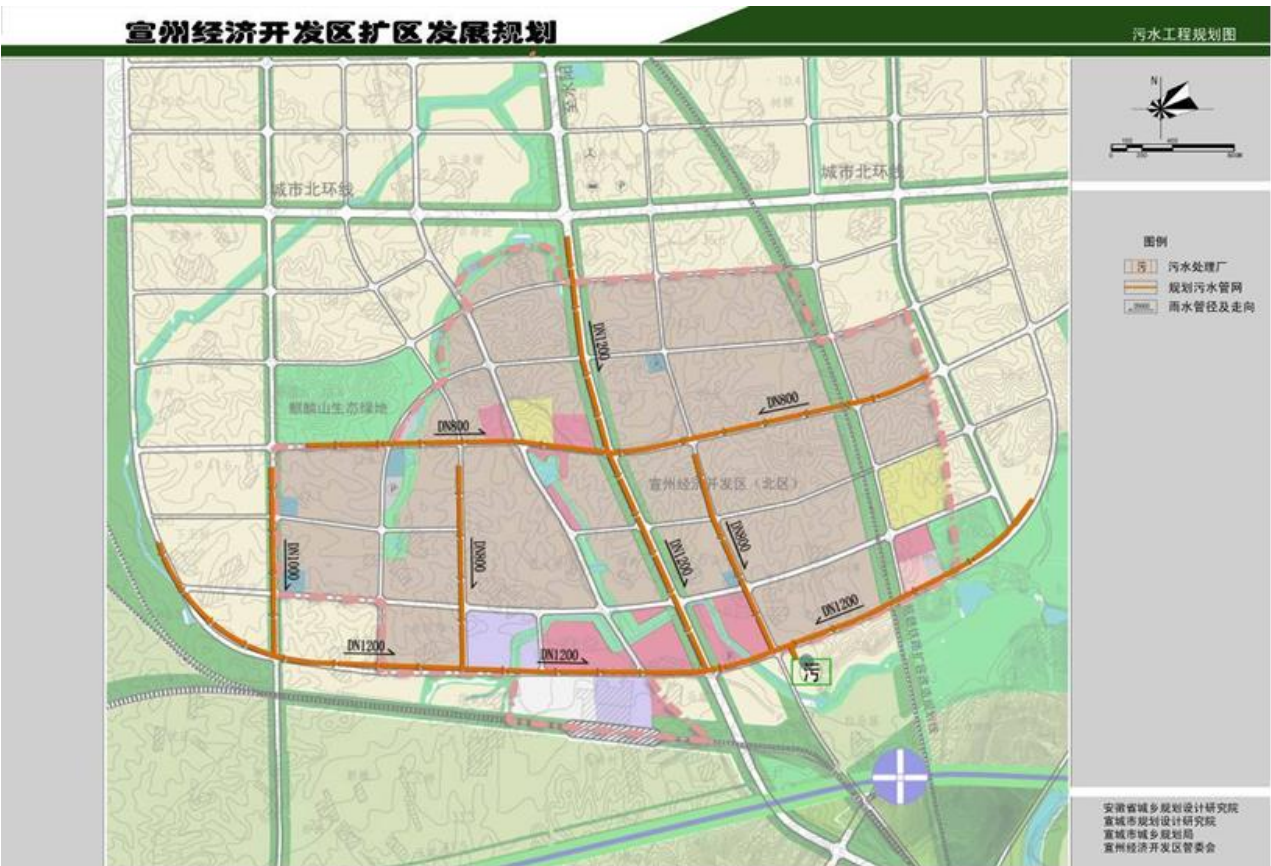 宣州经济开发区扩区发展规划
污水工程规划图
N
至水阳
城市北环线
城市北环线
图例
污 污水处理厂
规划污水管网
雨水管径及走向
DN1200
麒麟山生态绿地
DN800
DN800
P
宣州经济开发区（北区）
DN1000
DN800
DN1200
DN800
DN1200
DN1200
DN1200
污
安徽省城乡规划设计研究院
宣城市规划设计研究院
宣城市城乡规划局
宣州经济开发区管委会